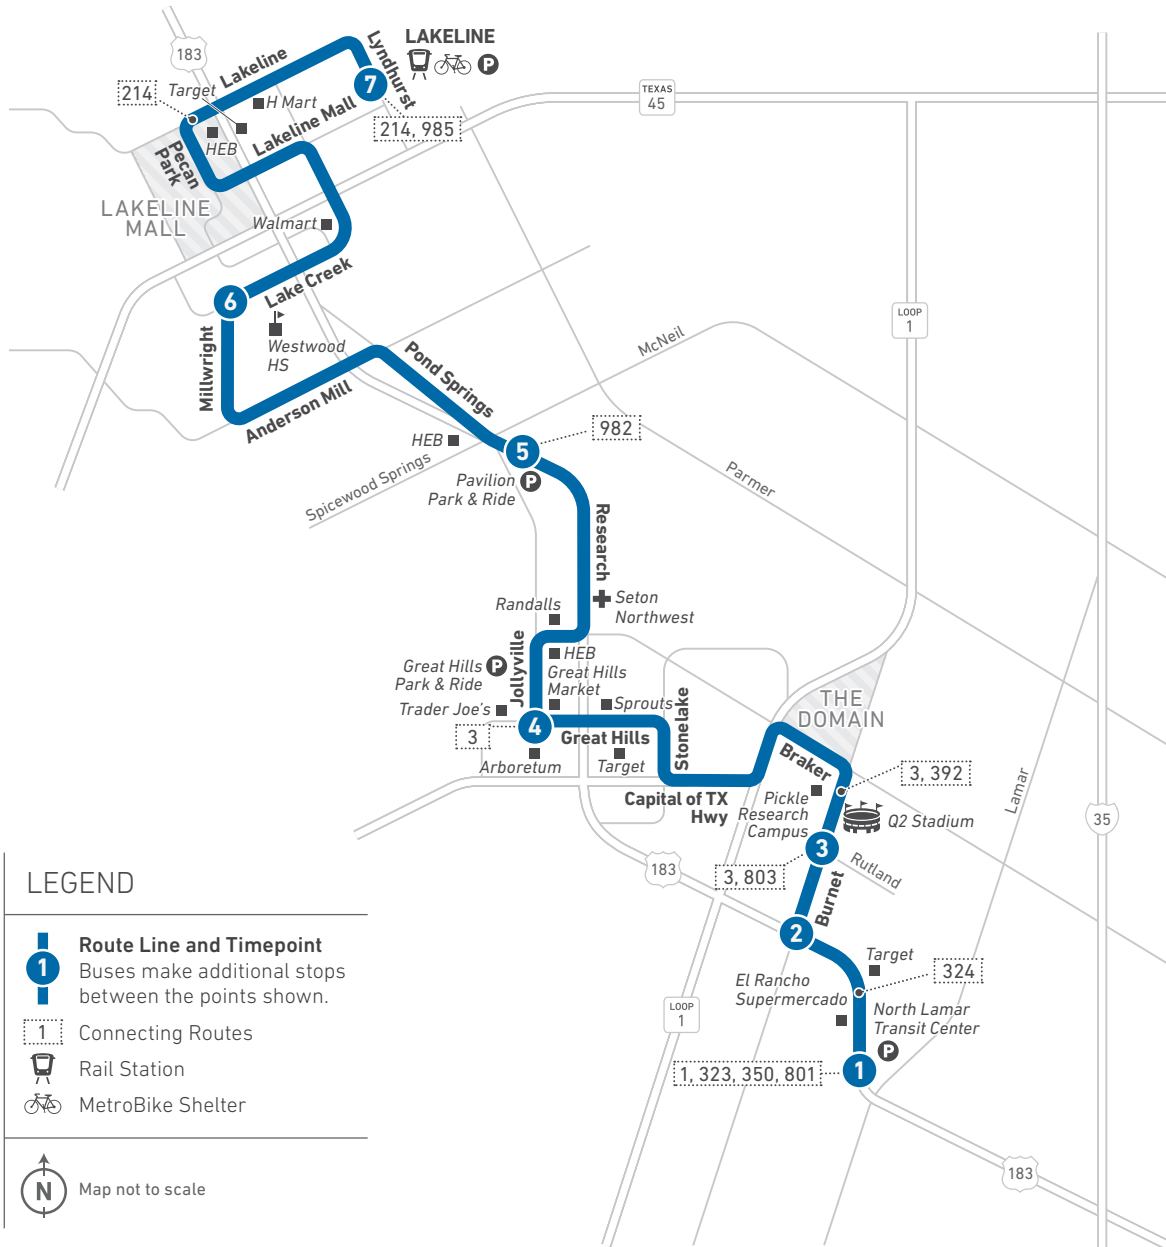 LAKELINE
183
Lakeline
Lyndhurst
7
TEXAS
45
214
Target
H Mart
Lakeline Mall
214, 985
HEB
Pecan
Park
LAKELINE
MALL
Walmart
Lake Creek
6
LOOP
1
Westwood
HS
Millwright
McNeil
Pond Springs
Anderson Mill
982
HEB
5
Spicewood Springs
Pavilion
Park & Ride
P
Parmer
Research
Randalls
Seton
Northwest
HEB
Jollyville
Great Hills
Park & Ride
P
Great Hills
Market
Sprouts
Trader Joe's
Stonelake
THE
DOMAIN
4
3
Great Hills
Arboretum
Target
Braker
3, 392
Capital of TX
Hwy
Pickle
Research
Campus
Q2 Stadium
Lamar
35
3
183
3, 803
Rutland
Burnet
2
Target
324
El Rancho
Supermercado
North Lamar
Transit Center
LOOP
1
P
1, 323, 350, 801
1
183
P
LEGEND
1
Route Line and Timepoint
Buses make additional stops
between the points shown.
1
Connecting Routes
Rail Station
MetroBike Shelter
N
Map not to scale